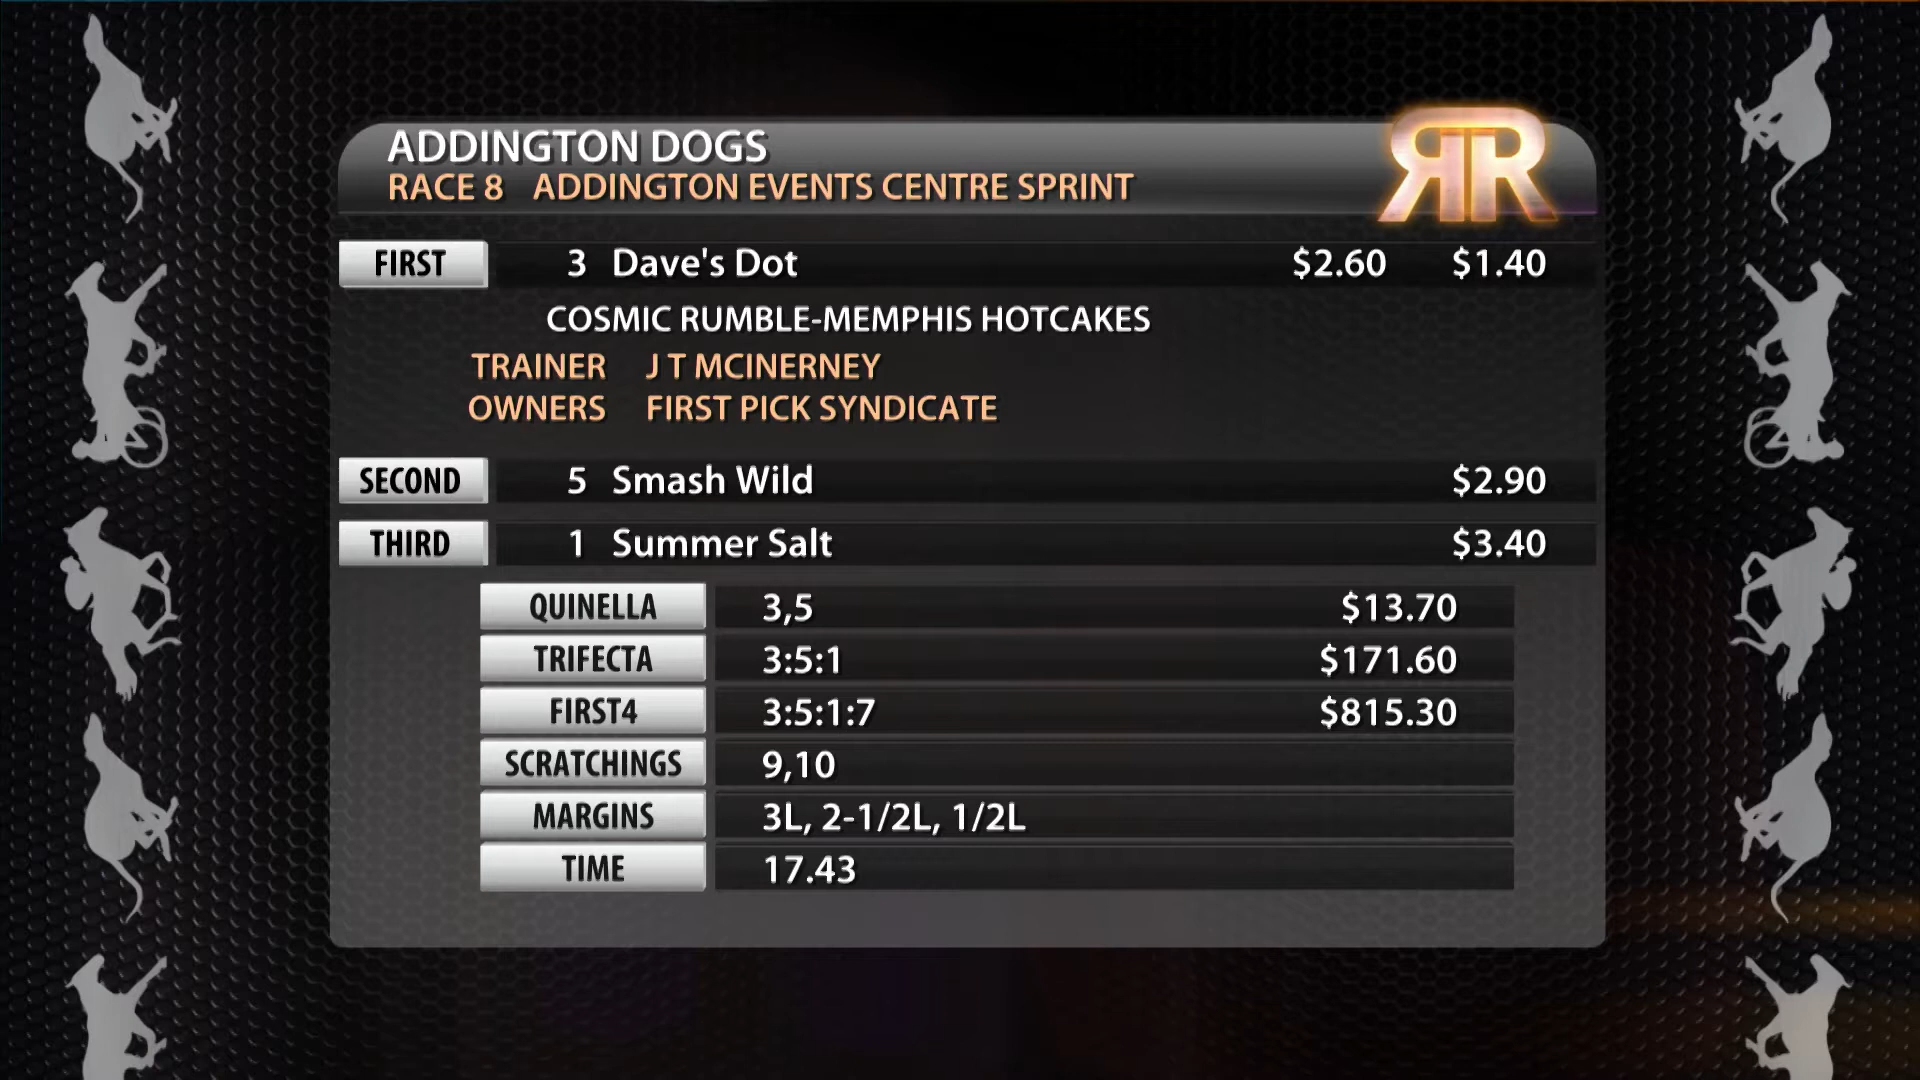 ADDINGTON DOGS
RACE 8 ADDINGTON EVENTS CENTRE SPRINT
RR
FIRST 3 Dave's Dot $2.60 $1.40
COSMIC RUMBLE-MEMPHIS HOTCAKES
TRAINER J T MCINERNEY
OWNERS FIRST PICK SYNDICATE
SECOND 5 Smash Wild $2.90
THIRD 1 Summer Salt $3.40
QUINELLA 3,5 $13.70
TRIFECTA 3:5:1 $171.60
FIRST4 3:5:1:7 $815.30
SCRATCHINGS 9,10
MARGINS 3L, 2-1/2L, 1/2L
TIME 17.43